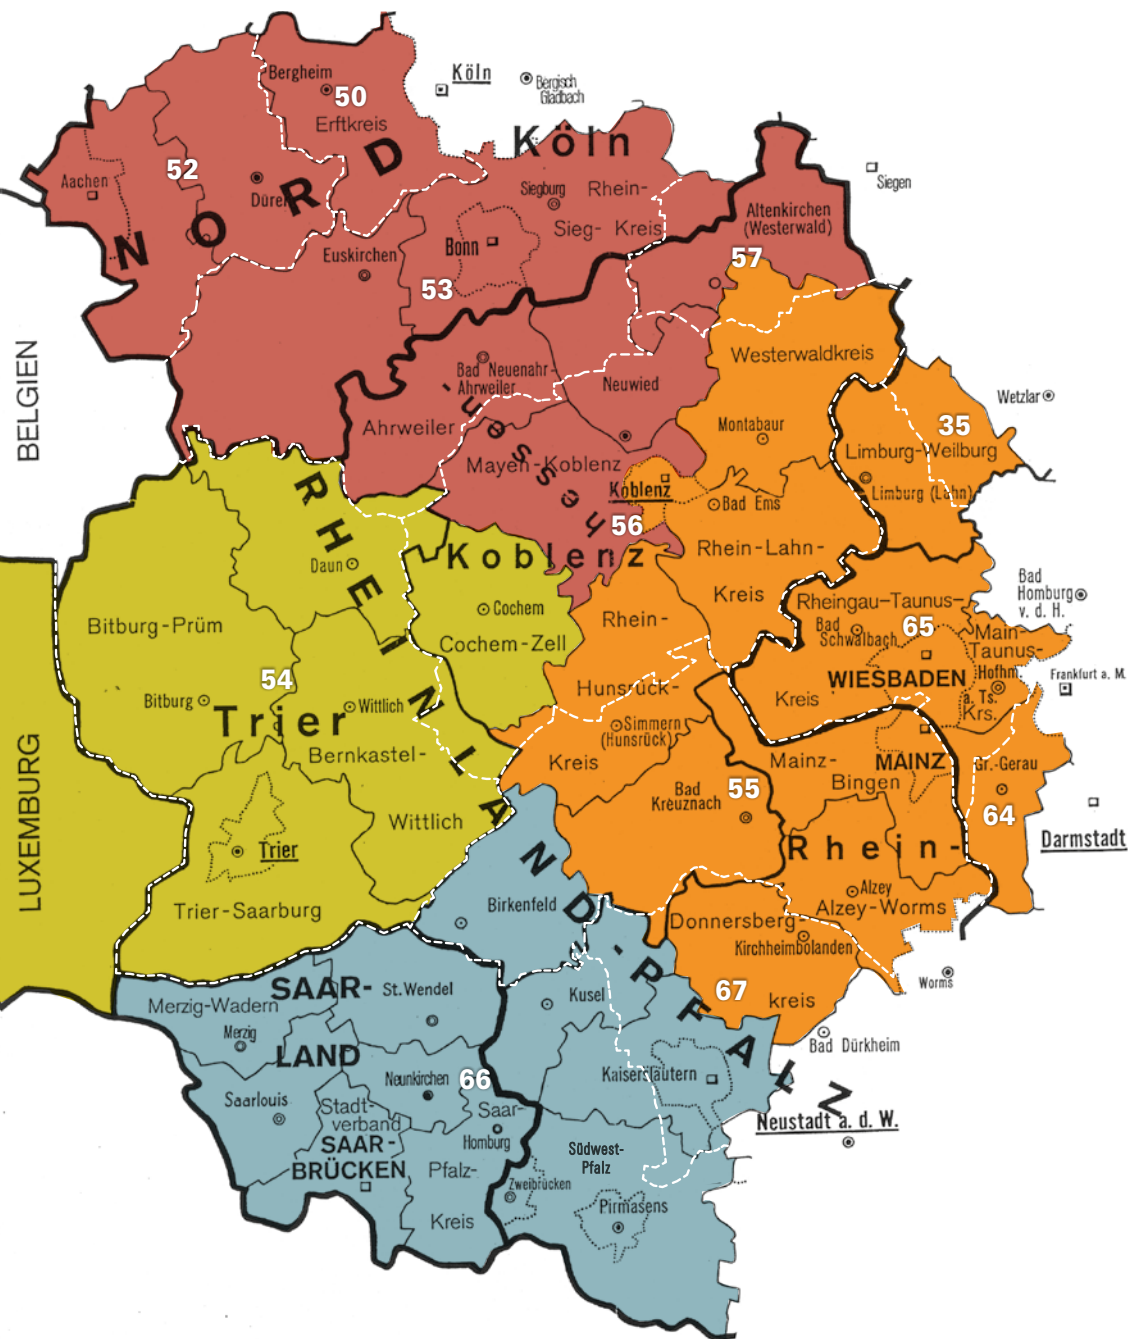 Bergheim
50
Erftkreis
Köln
Bergisch
Gladbach
NORD
Köln
52
Aachen
Düren
Siegburg
Rhein-
Sieg- Kreis
Siegen
Altenkirchen
(Westerwald)
Bonn
Euskirchen
53
57
BELGIEN
Westerwaldkreis
Bad Neuenahr-
Ahrweiler
Neuwied
Wetzlar
Ahrweiler
Montabaur
35
Limburg-Weilburg
Limburg (Lahn)
Mayen-Koblenz
hessen-
Koblenz
Bad Ems
56
Koblenz
Rhein-Lahn-
Kreis
RHEINLAND-PFALZ
Daun
Cochem
Cochem-Zell
Rhein-
Hunsrück-
Kreis
Bad
Homburg
v. d. H.
Rheingau-Taunus-
Bad
Schwalbach
65
Kreis
Main-
Taunus-
Hofhm.
a. Ts.
Krs.
WIESBADEN
Frankfurt a. M.
Bitburg-Prüm
54
Bitburg
Trier
Wittlich
Bernkastel-
Wittlich
Simmern
(Hunsrück)
Mainz-
Bingen
MAINZ
Gr.-Gerau
64
Bad
Kreuznach
55
LUXEMBURG
Rhein-
Darmstadt
Trier
Trier-Saarburg
Birkenfeld
Alzey
Alzey-Worms
Donnersberg-
Kirchheimbolanden
kreis
67
Worms
Bad Dürkheim
SAAR-
LAND
St.Wendel
Merzig-Wadern
Merzig
Kusel
Kaiserslautern
Neunkirchen
66
Saarlouis
Stadt-
verband
SAAR-
BRÜCKEN
Saar-
Homburg
Pfalz-
Kreis
Neustadt a. d. W.
Südwest-
Pfalz
Zweibrücken
Pirmasens